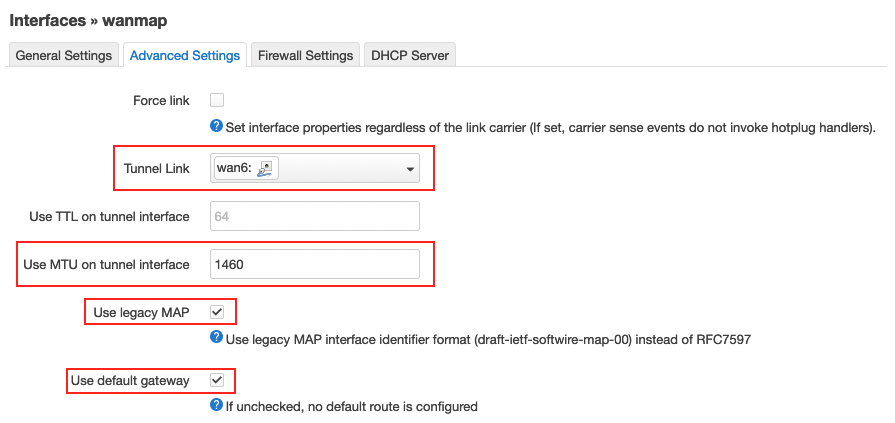 Interfaces » wanmap
General Settings Advanced Settings Firewall Settings DHCP Server
Force link
Set interface properties regardless of the link carrier (If set, carrier sense events do not invoke hotplug handlers).
Tunnel Link wan6:
Use TTL on tunnel interface 64
Use MTU on tunnel interface 1460
Use legacy MAP
Use legacy MAP interface identifier format (draft-ietf-softwire-map-00) instead of RFC7597
Use default gateway
If unchecked, no default route is configured